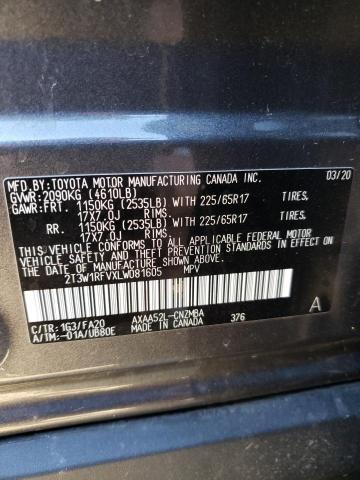 MFD.BY:TOYOTA MOTOR MANUFACTURING CANADA INC. 03/20
GVWR:2090KG (4610LB)
GAWR:FRT. 1150KG (2535LB) WITH 225/65R17 TIRES,
17X7.0J RIMS.
RR. 1150KG (2535LB) WITH 225/65R17 TIRES,
17X7.0J RIMS.
THIS VEHICLE CONFORMS TO ALL APPLICABLE FEDERAL MOTOR
VEHICLE SAFETY AND THEFT PREVENTION STANDARDS IN EFFECT
ON THE DATE OF MANUFACTURE SHOWN ABOVE.
2T3W1RFVXLW081605 MPV
A
C/TR:1G3/FA20 AXAA52L-CNZMBA
A/TM:-01A/UB80E MADE IN CANADA 376